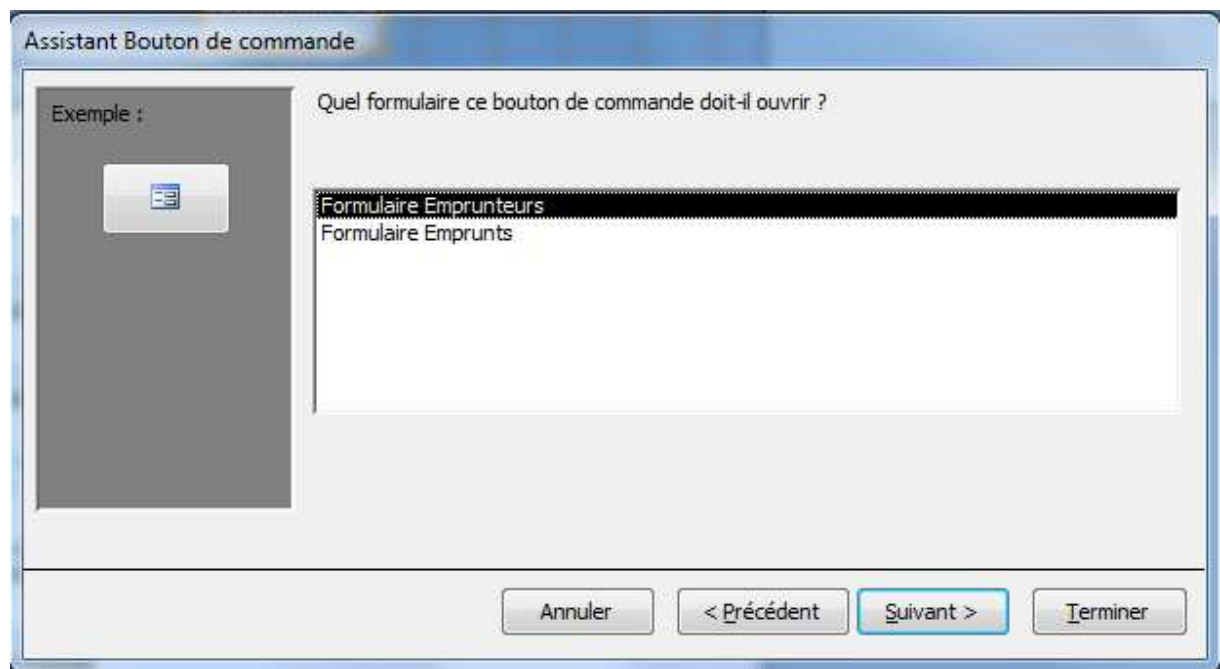 Assistant Bouton de commande
Exemple :
Quel formulaire ce bouton de commande doit-il ouvrir ?
Formulaire Emprunteurs
Formulaire Emprunts
Annuler
< Précédent
Suivant >
Terminer